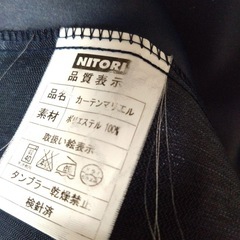 NITORI
品質表示
品名 カーテンマリエル
素材 ポリエステル 100%
取扱い絵表示
タンブラー乾燥禁止
検針済